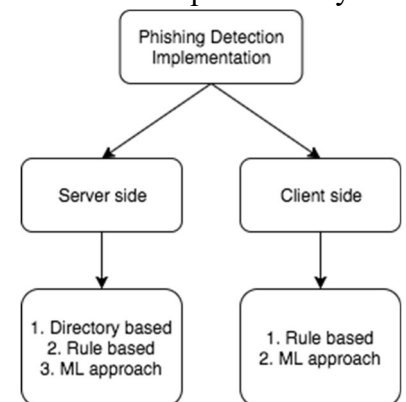 Phishing Detection
Implementation
Server side
Client side
1. Directory based
2. Rule based
3. ML approach
1. Rule based
2. ML approach